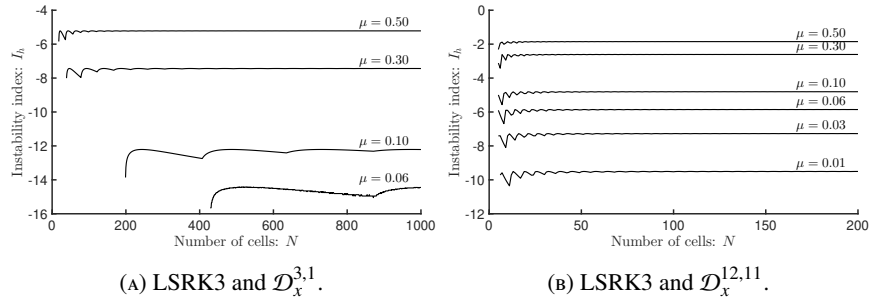 -4
-6
-8
-10
-12
-14
-16
Instability index: I_h
μ = 0.50
μ = 0.30
μ = 0.10
μ = 0.06
0 200 400 600 800 1000
Number of cells: N
(A) LSRK3 and 𝒟_x^{3,1}.
0
-2
-4
-6
-8
-10
-12
Instability index: I_h
μ = 0.50
μ = 0.30
μ = 0.10
μ = 0.06
μ = 0.03
μ = 0.01
0 50 100 150 200
Number of cells: N
(B) LSRK3 and 𝒟_x^{12,11}.